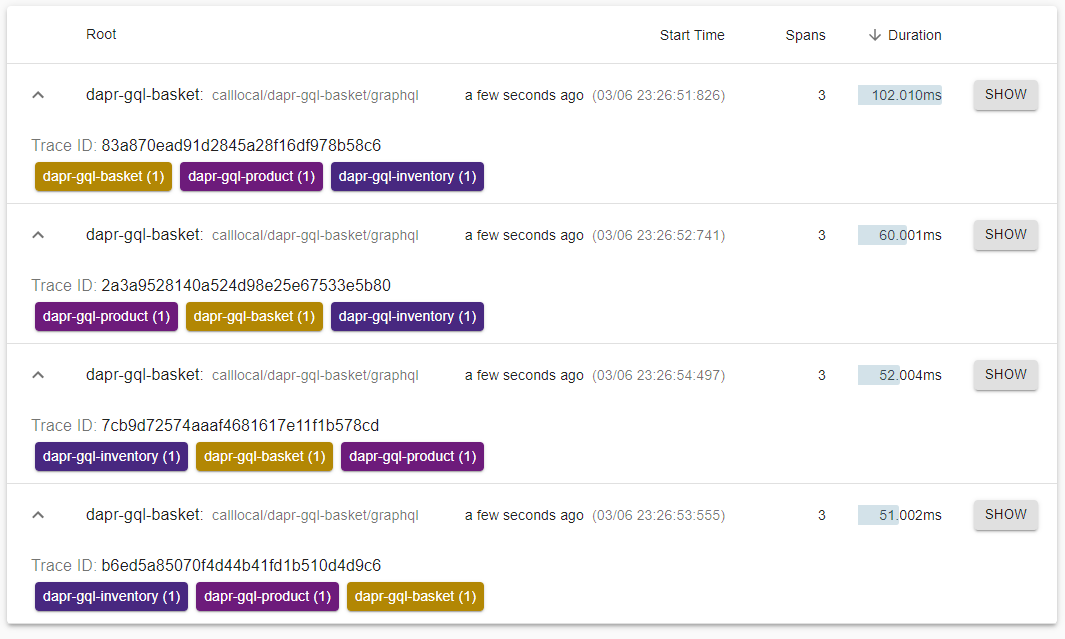 Root Start Time Spans Duration
dapr-gql-basket: calllocal/dapr-gql-basket/graphql a few seconds ago (03/06 23:26:51:826) 3 102.010ms SHOW
Trace ID: 83a870ead91d2845a28f16df978b58c6
dapr-gql-basket (1) dapr-gql-product (1) dapr-gql-inventory (1)
dapr-gql-basket: calllocal/dapr-gql-basket/graphql a few seconds ago (03/06 23:26:52:741) 3 60.001ms SHOW
Trace ID: 2a3a9528140a524d98e25e67533e5b80
dapr-gql-product (1) dapr-gql-basket (1) dapr-gql-inventory (1)
dapr-gql-basket: calllocal/dapr-gql-basket/graphql a few seconds ago (03/06 23:26:54:497) 3 52.004ms SHOW
Trace ID: 7cb9d72574aaaf4681617e11f1b578cd
dapr-gql-inventory (1) dapr-gql-basket (1) dapr-gql-product (1)
dapr-gql-basket: calllocal/dapr-gql-basket/graphql a few seconds ago (03/06 23:26:53:555) 3 51.002ms SHOW
Trace ID: b6ed5a85070f4d44b41fd1b510d4d9c6
dapr-gql-inventory (1) dapr-gql-product (1) dapr-gql-basket (1)